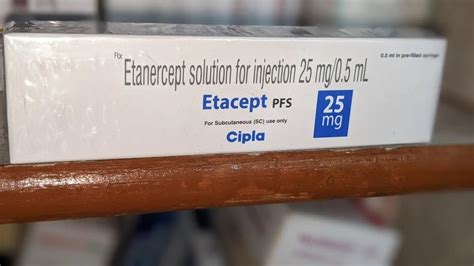 Rx
Etanercept solution for injection 25 mg/0.5 mL
0.5 ml in pre-filled syringe
Etacept PFS
25
mg
For Subcutaneous (SC) use only
Cipla